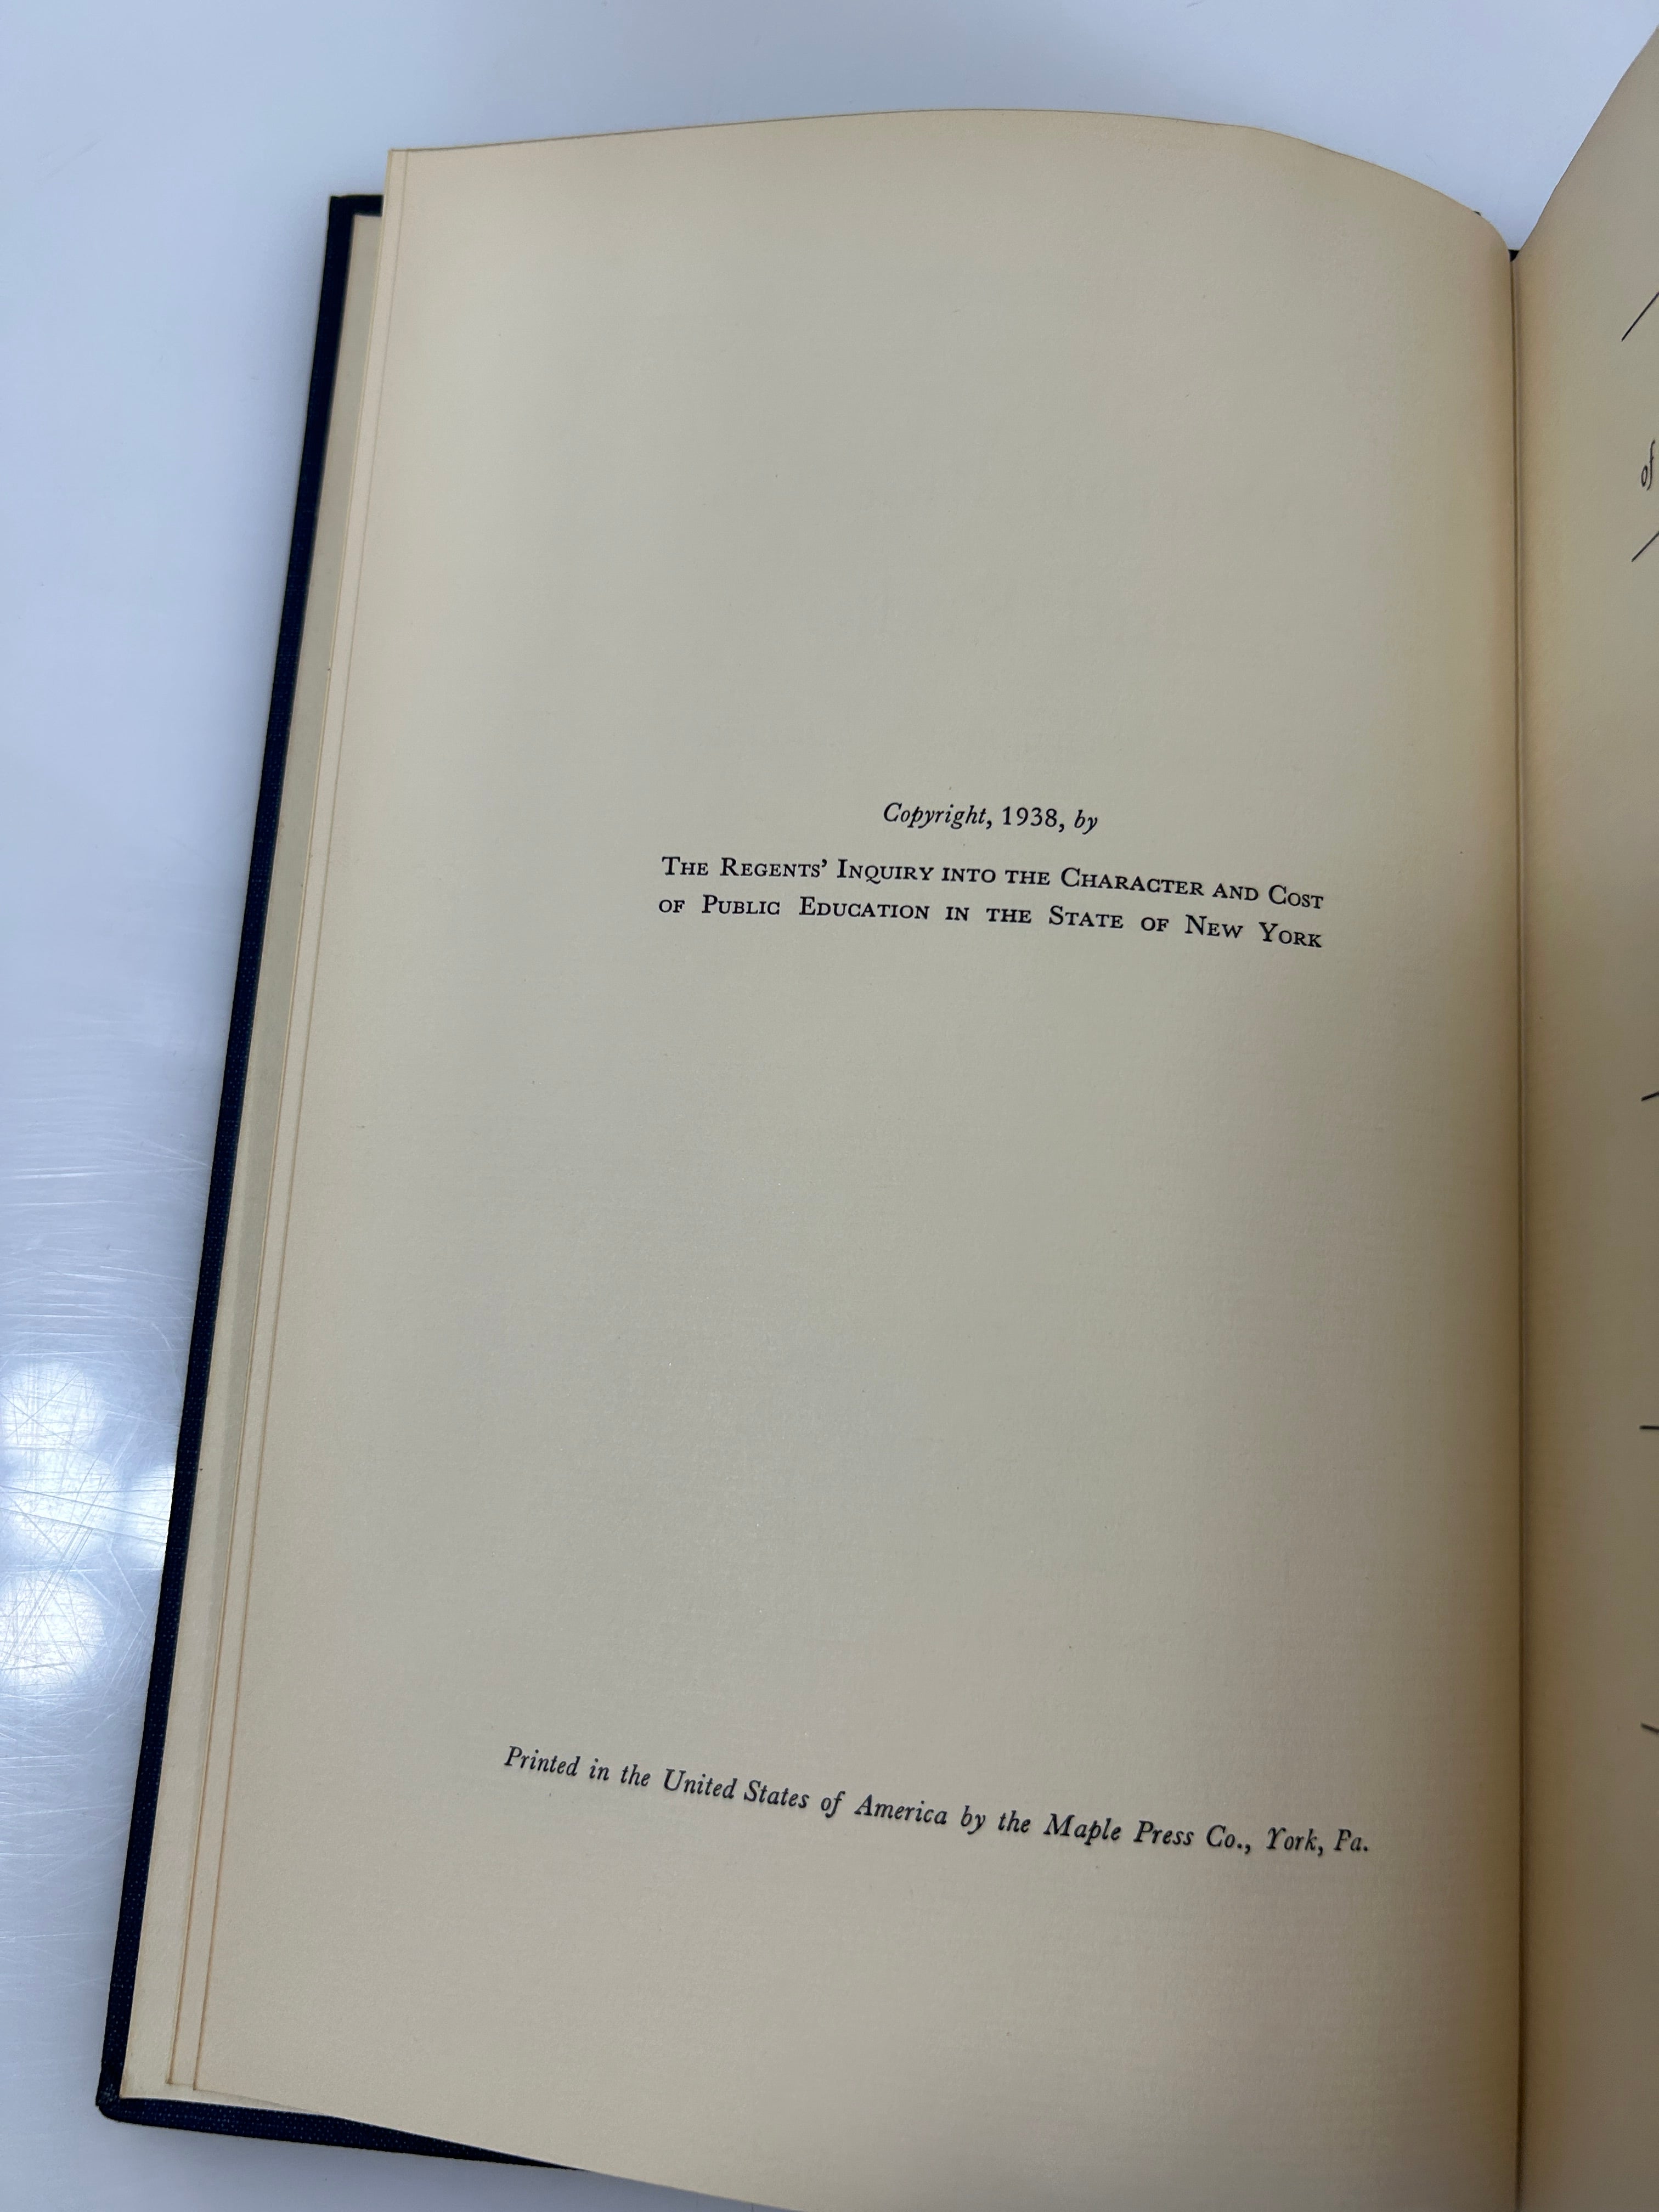 Copyright, 1938, by
THE REGENTS' INQUIRY INTO THE CHARACTER AND COST
OF PUBLIC EDUCATION IN THE STATE OF NEW YORK
Printed in the United States of America by the Maple Press Co., York, Pa.
of